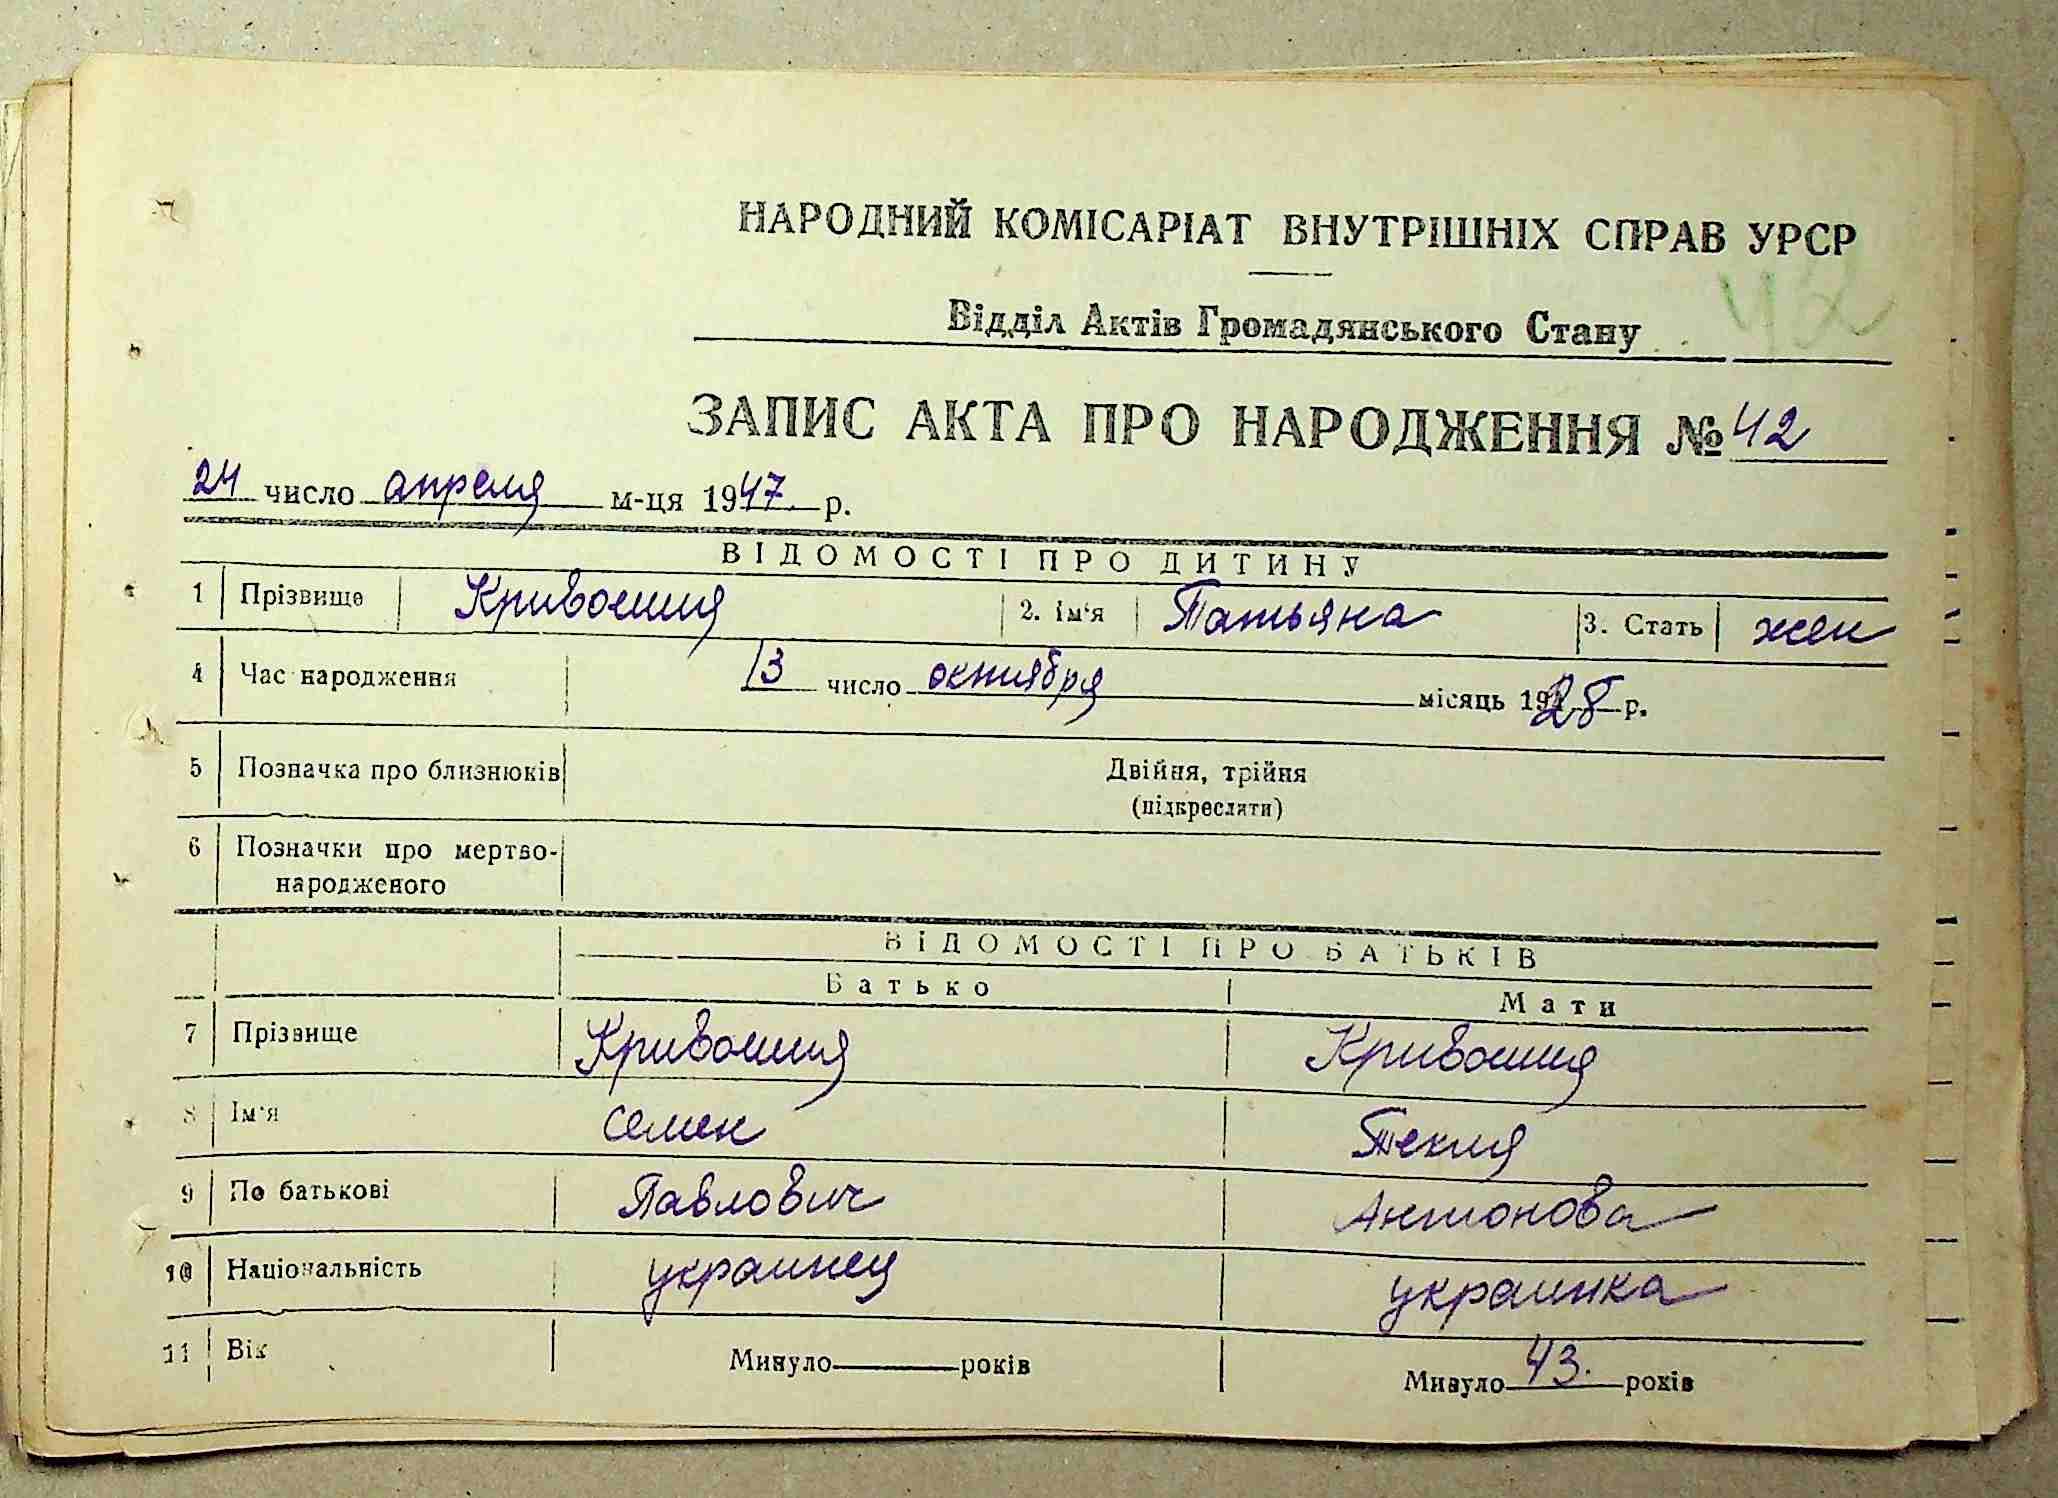 НАРОДНИЙ КОМІСАРІАТ ВНУТРІШНІХ СПРАВ УРСР
42
Відділ Актів Громадянського Стану
ЗАПИС АКТА ПРО НАРОДЖЕННЯ № 42
24 число апреля м-ця 1947 р.
ВІДОМОСТІ ПРО ДИТИНУ
1 Прізвище Кривошия 2. Ім'я Татьяна 3. Стать жен
4 Час народження 13 число октября місяць 1928 р.
5 Позначка про близнюків Двійня, трійня
(підкреслити)
6 Позначки про мертво-
народженого
ВІДОМОСТІ ПРО БАТЬКІВ
Батько Мати
7 Прізвище Кривошия Кривошия
8 Ім'я Семен Текля
9 По батькові Павлович Антонова
10 Національність украинец украинка
11 Вік Минуло років Минуло 43. років